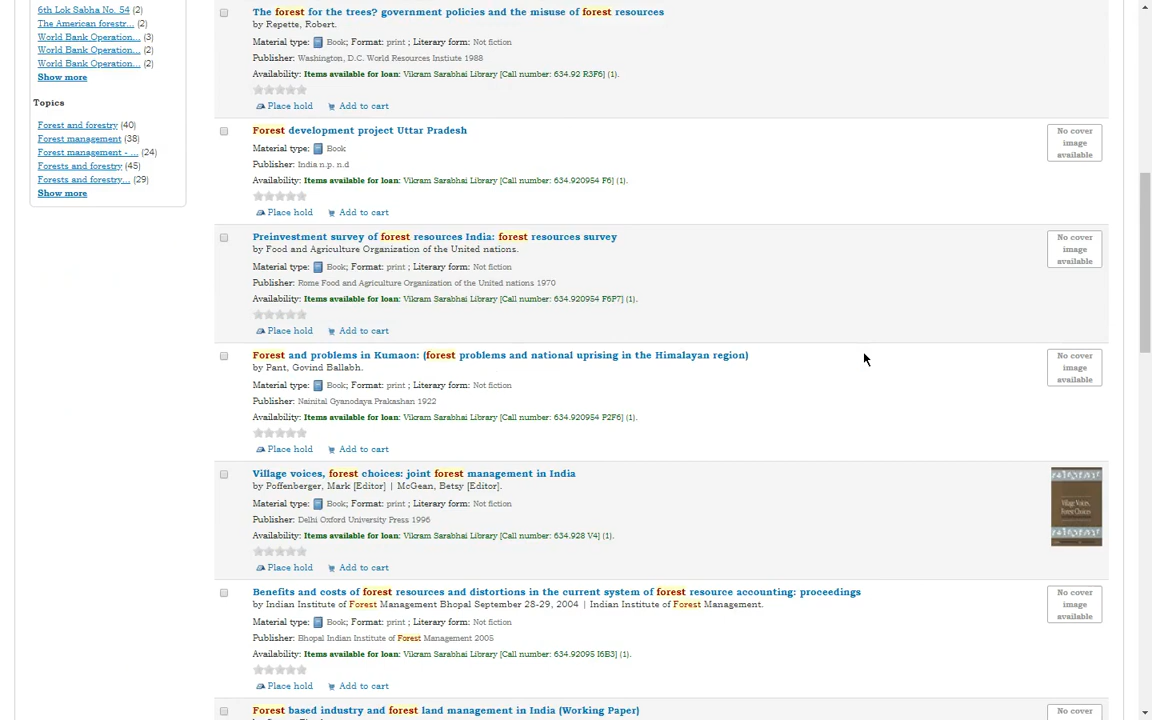 6th Lok Sabha No. 54 (2)
The American forestr... (2)
World Bank Operation... (3)
World Bank Operation... (2)
World Bank Operation... (2)
Show more
Topics
Forest and forestry (40)
Forest management (38)
Forest management - ... (24)
Forests and forestry (45)
Forests and forestry... (29)
Show more
The forest for the trees? government policies and the misuse of forest resources
by Repette, Robert.
Material type: Book; Format: print ; Literary form: Not fiction
Publisher: Washington, D.C. World Resources Instiute 1988
Availability: Items available for loan: Vikram Sarabhai Library [Call number: 634.92 R3F6] (1).
Place hold Add to cart
Forest development project Uttar Pradesh
Material type: Book
Publisher: India n.p. n.d
Availability: Items available for loan: Vikram Sarabhai Library [Call number: 634.920954 F6] (1).
Place hold Add to cart
No cover
image
available
Preinvestment survey of forest resources India: forest resources survey
by Food and Agriculture Organization of the United nations.
Material type: Book; Format: print ; Literary form: Not fiction
Publisher: Rome Food and Agriculture Organization of the United nations 1970
Availability: Items available for loan: Vikram Sarabhai Library [Call number: 634.920954 F6P7] (1).
Place hold Add to cart
No cover
image
available
Forest and problems in Kumaon: (forest problems and national uprising in the Himalayan region)
by Pant, Govind Ballabh.
Material type: Book; Format: print ; Literary form: Not fiction
Publisher: Nainital Gyanodaya Prakashan 1922
Availability: Items available for loan: Vikram Sarabhai Library [Call number: 634.920954 P2F6] (1).
Place hold Add to cart
No cover
image
available
Village voices, forest choices: joint forest management in India
by Poffenberger, Mark [Editor] | McGean, Betsy [Editor].
Material type: Book; Format: print ; Literary form: Not fiction
Publisher: Delhi Oxford University Press 1996
Availability: Items available for loan: Vikram Sarabhai Library [Call number: 634.928 V4] (1).
Place hold Add to cart
Village Voices,
Forest Choices
Benefits and costs of forest resources and distortions in the current system of forest resource accounting: proceedings
by Indian Institute of Forest Management Bhopal September 28-29, 2004 | Indian Institute of Forest Management.
Material type: Book; Format: print ; Literary form: Not fiction
Publisher: Bhopal Indian Institute of Forest Management 2005
Availability: Items available for loan: Vikram Sarabhai Library [Call number: 634.92095 I6B3] (1).
Place hold Add to cart
No cover
image
available
Forest based industry and forest land management in India (Working Paper)
No cover